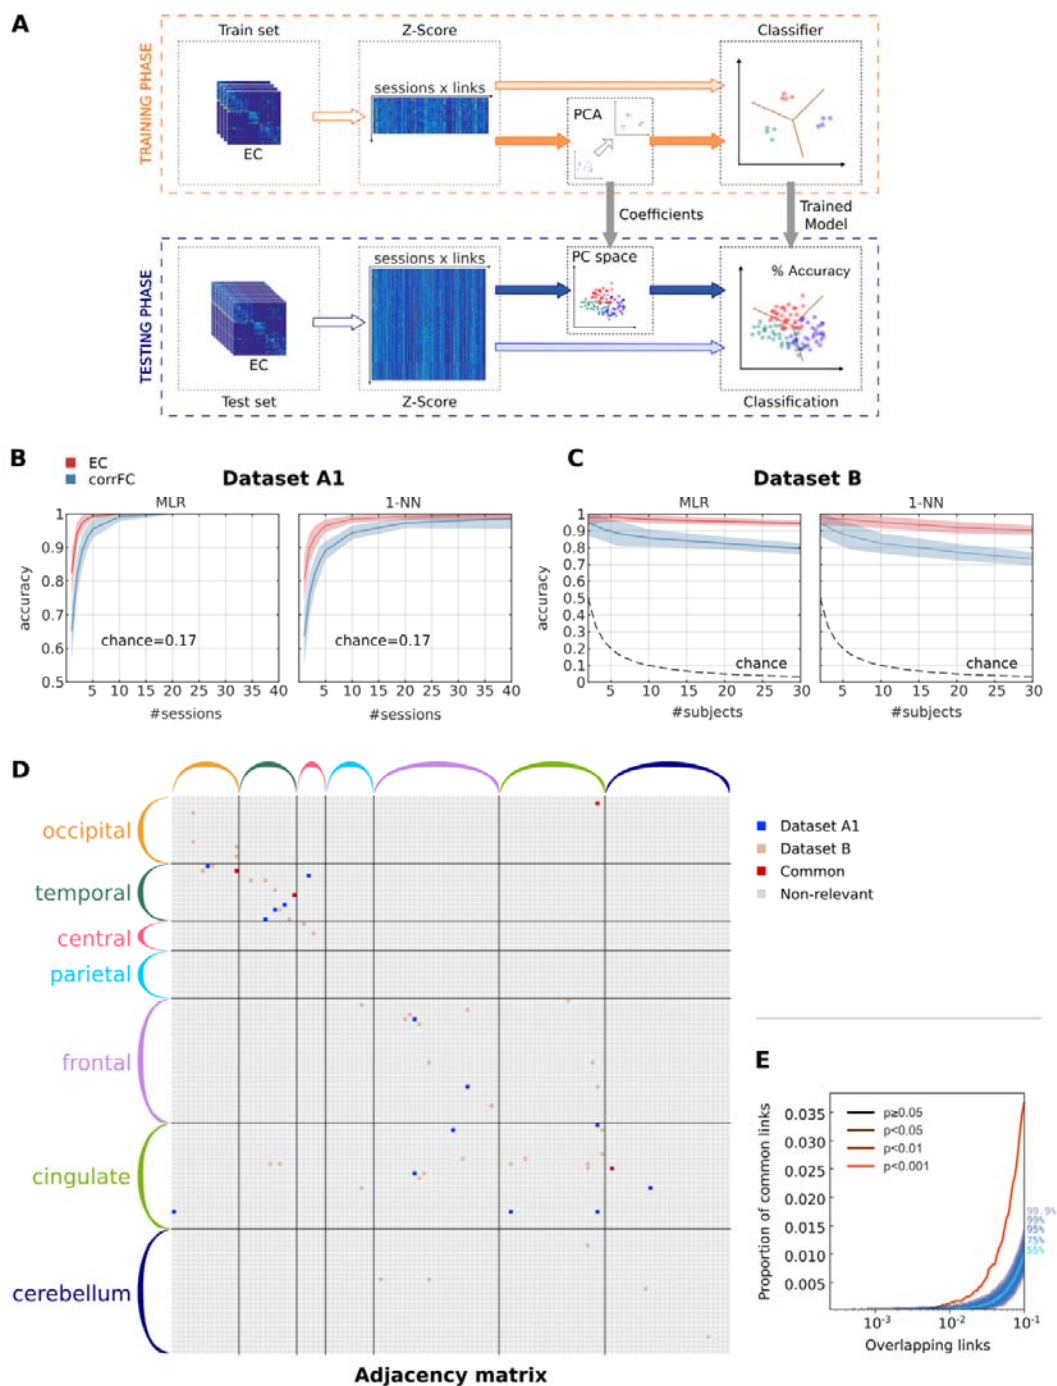 A
TRAINING PHASE
Train set
Z-Score
Classifier
sessions x links
PCA
EC
Coefficients
Trained
Model
TESTING PHASE
sessions x links
PC space
% Accuracy
EC
Test set
Z-Score
Classification
B
EC
corrFC
Dataset A1
MLR
1-NN
accuracy
1
0.9
0.8
0.7
0.6
0.5
chance=0.17
chance=0.17
5 10 15 20 25 30 35 40
5 10 15 20 25 30 35 40
#sessions
#sessions
C
Dataset B
MLR
1-NN
accuracy
1
0.9
0.8
0.7
0.6
0.5
0.4
0.3
0.2
0.1
0
chance
chance
5 10 15 20 25 30
5 10 15 20 25 30
#subjects
#subjects
D
occipital
temporal
central
parietal
frontal
cingulate
cerebellum
Adjacency matrix
Dataset A1
Dataset B
Common
Non-relevant
E
Proportion of common links
0.035
0.030
0.025
0.020
0.015
0.010
0.005
p≥0.05
p<0.05
p<0.01
p<0.001
99.9%
99%
95%
75%
55%
10⁻³ 10⁻² 10⁻¹
Overlapping links